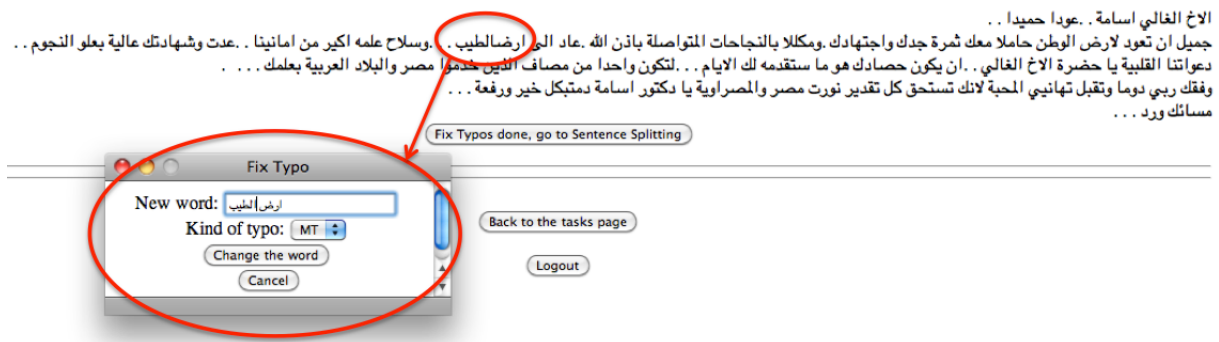 الاخ الغالي اسامة . .عودا حميدا . .
جميل ان تعود لارض الوطن حاملا معك ثمرة جدك واجتهادك .ومكللا بالنجاحات المتواصلة باذن الله .عاد الى ارضالطيب . . .وسلاح علمه اكبر من امانينا . .عدت وشهادتك عالية بعلو النجوم . .
دعواتنا القلبية يا حضرة الاخ الغالي . .ان يكون حصادك هو ما ستقدمه لك الايام . . .لتكون واحدا من مصاف الذين خدموا مصر والبلاد العربية بعلمك . . . .
وفقك ربي دوما وتقبل تهانيي المحبة لانك تستحق كل تقدير نورت مصر والمصراوية يا دكتور اسامة دمتبكل خير ورفعة . . .
مسائك ورد . . .
Fix Typos done, go to Sentence Splitting
Fix Typo
New word: ارض الطيب
Kind of typo: MT
Change the word
Cancel
Back to the tasks page
Logout